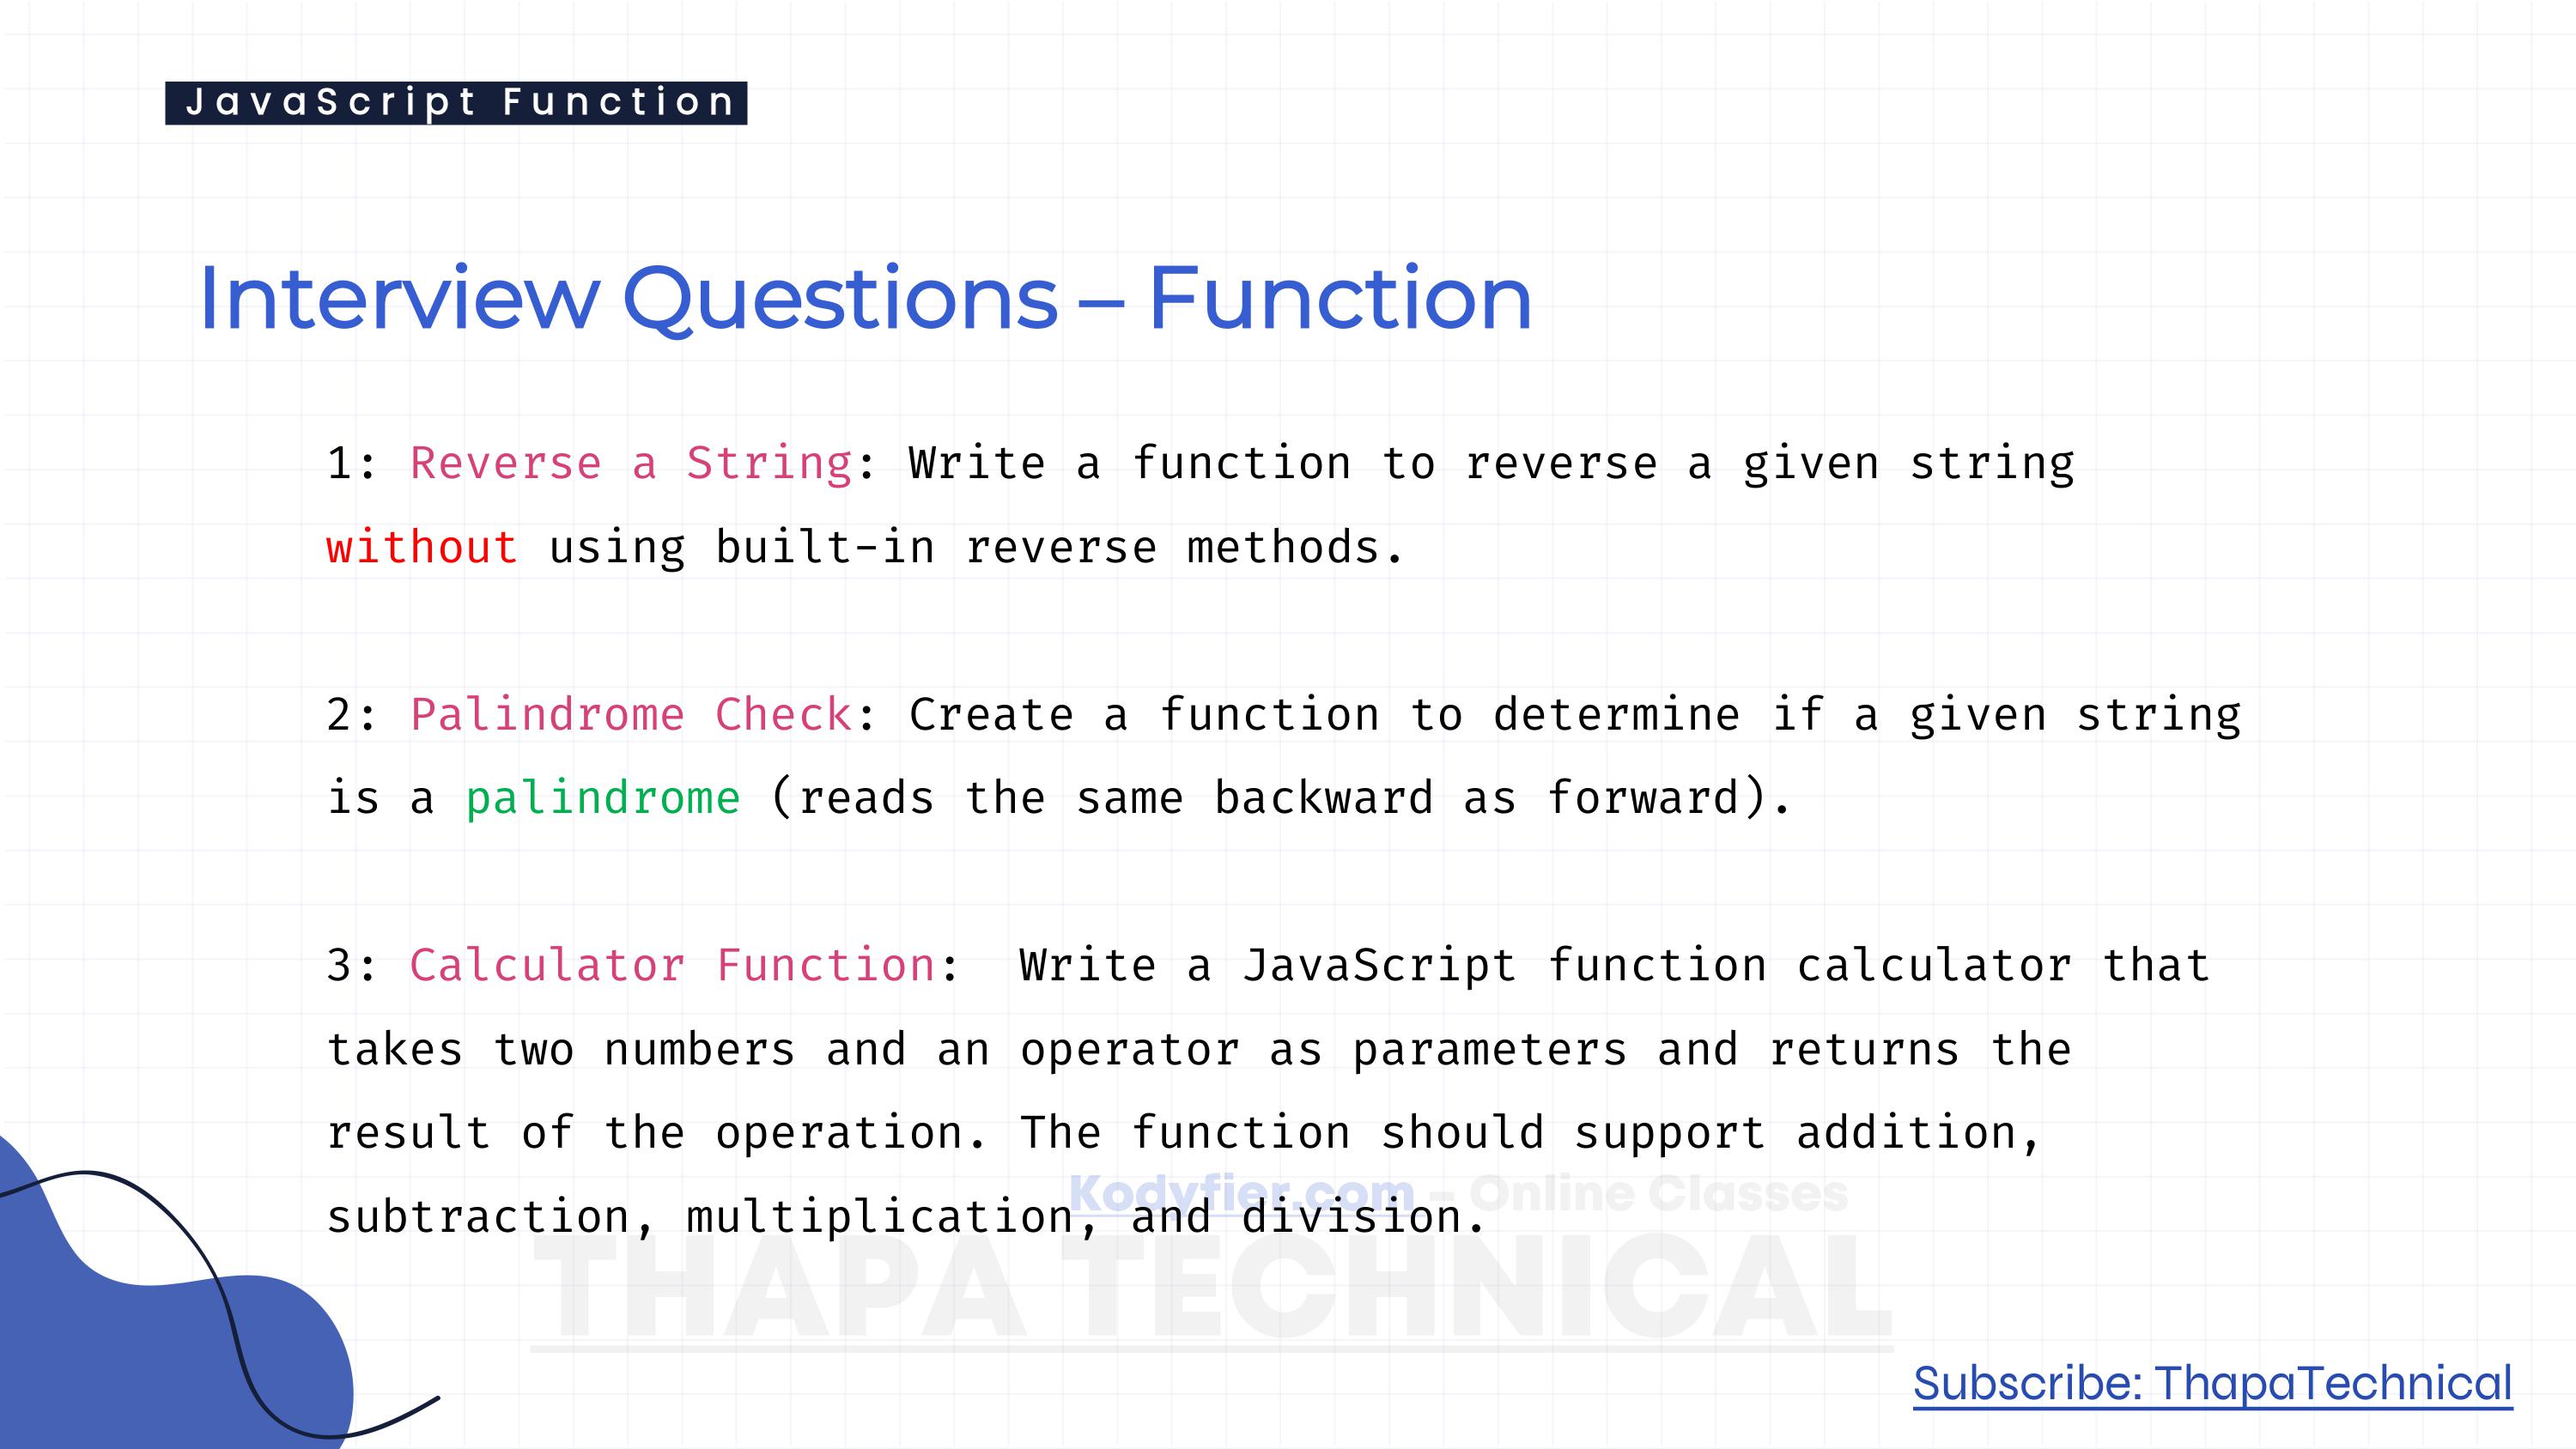 JavaScript Function
Interview Questions – Function
1: Reverse a String: Write a function to reverse a given string
without using built-in reverse methods.
2: Palindrome Check: Create a function to determine if a given string
is a palindrome (reads the same backward as forward).
3: Calculator Function:  Write a JavaScript function calculator that
takes two numbers and an operator as parameters and returns the
result of the operation. The function should support addition,
subtraction, multiplication, and division.
Kodyfier.com - Online Classes
THAPA TECHNICAL
Subscribe: ThapaTechnical